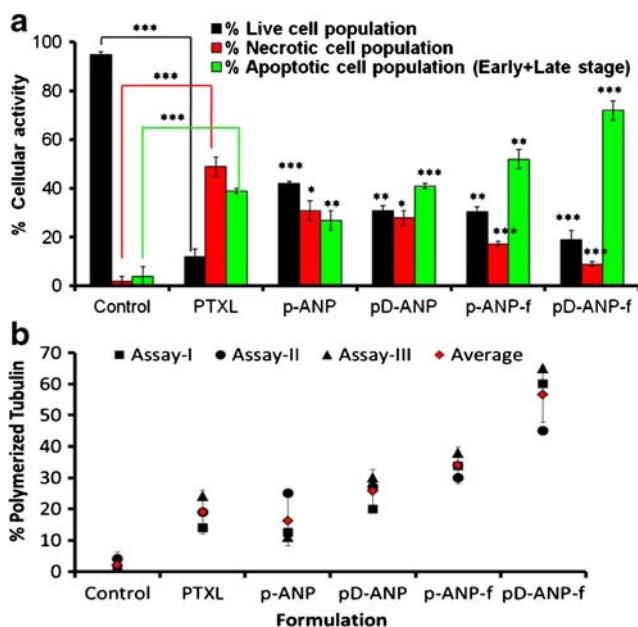 a
% Live cell population
% Necrotic cell population
% Apoptotic cell population (Early+Late stage)
% Cellular activity
100
80
60
40
20
0
***
***
***
***
*
**
**
*
***
**
***
**
***
***
***
Control PTXL p-ANP pD-ANP p-ANP-f pD-ANP-f
b
Assay-I Assay-II Assay-III Average
% Polymerized Tubulin
70
60
50
40
30
20
10
0
Control PTXL p-ANP pD-ANP p-ANP-f pD-ANP-f
Formulation